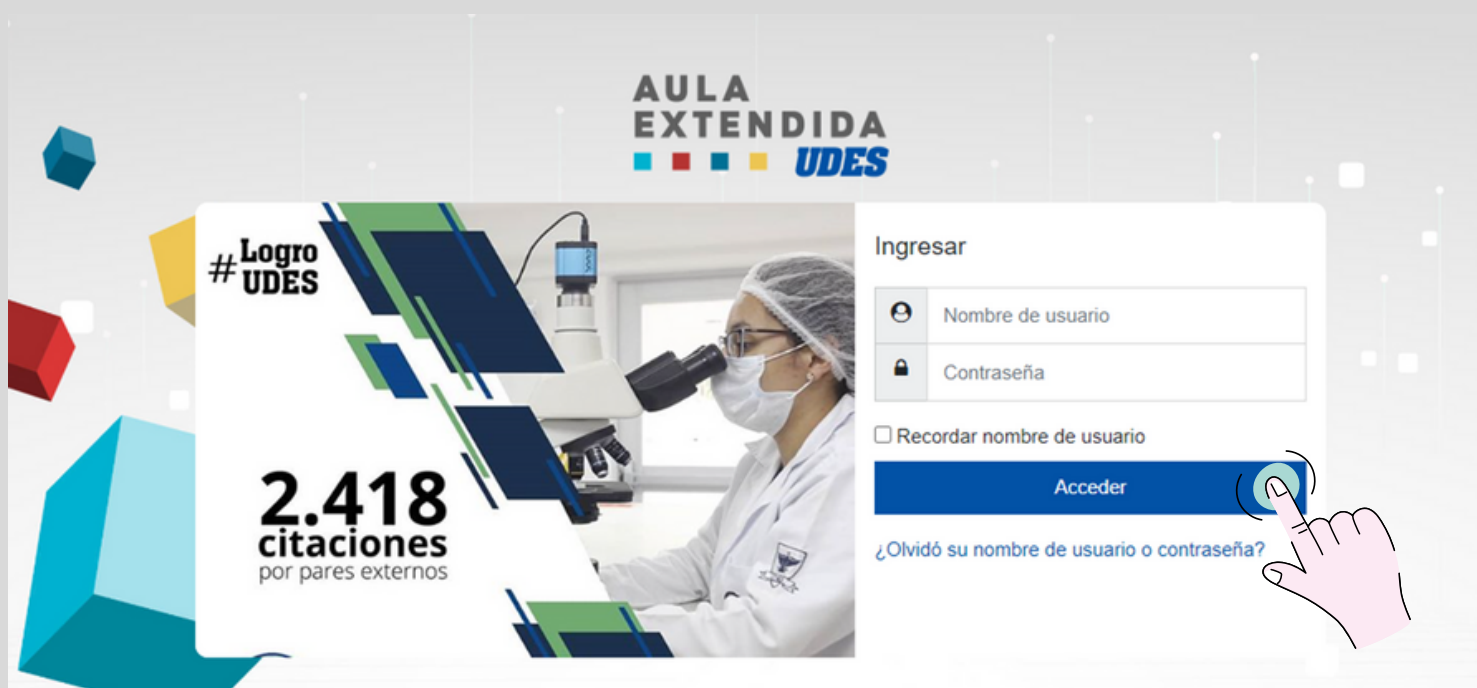 AULA
EXTENDIDA
UDES
#Logro
UDES
2.418
citaciones
por pares externos
Ingresar
Nombre de usuario
Contraseña
Recordar nombre de usuario
Acceder
¿Olvidó su nombre de usuario o contraseña?